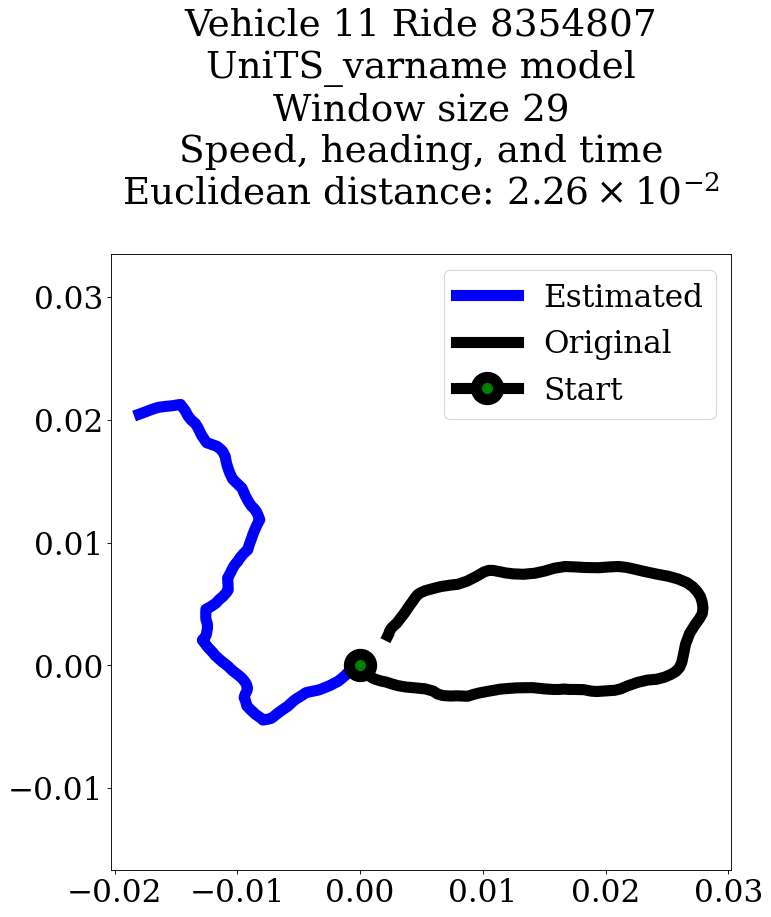 Vehicle 11 Ride 8354807
UniTS_varname model
Window size 29
Speed, heading, and time
Euclidean distance: 2.26 × 10⁻²
Estimated
Original
Start
0.03
0.02
0.01
0.00
−0.01
−0.02 −0.01 0.00 0.01 0.02 0.03